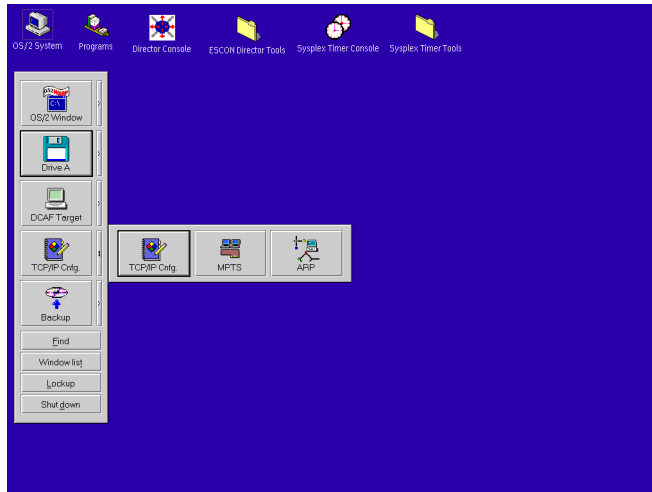 OS/2 System
Programs
Director Console
ESCON Director Tools
Sysplex Timer Console
Sysplex Timer Tools
OS/2 Window
Drive A
DCAF Target
TCP/IP Cnfg.
TCP/IP Cnfg.
MPTS
ARP
Backup
Find
Window list
Lockup
Shut down